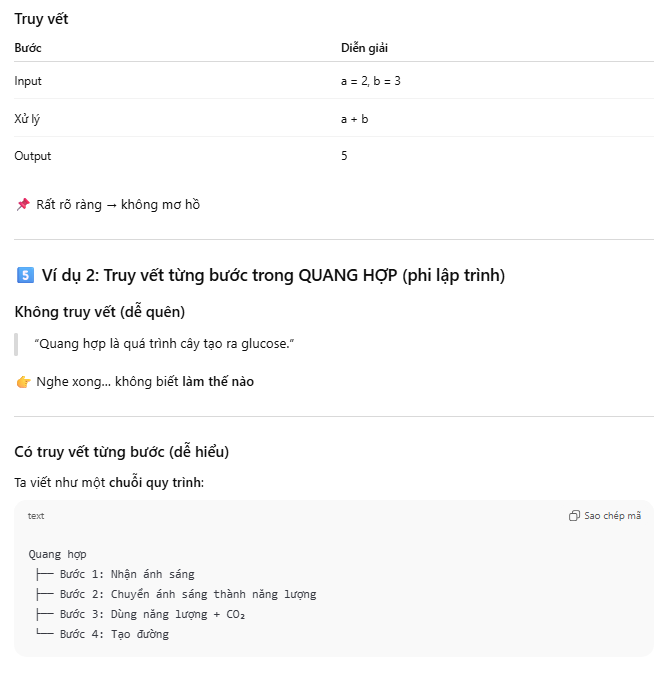 Truy vết
Bước Diễn giải
Input a = 2, b = 3
Xử lý a + b
Output 5
📌 Rất rõ ràng → không mơ hồ
5️⃣ Ví dụ 2: Truy vết từng bước trong QUANG HỢP (phi lập trình)
Không truy vết (dễ quên)
“Quang hợp là quá trình cây tạo ra glucose.”
👉 Nghe xong... không biết làm thế nào
Có truy vết từng bước (dễ hiểu)
Ta viết như một chuỗi quy trình:
text Sao chép mã
Quang hợp
├── Bước 1: Nhận ánh sáng
├── Bước 2: Chuyển ánh sáng thành năng lượng
├── Bước 3: Dùng năng lượng + CO₂
└── Bước 4: Tạo đường